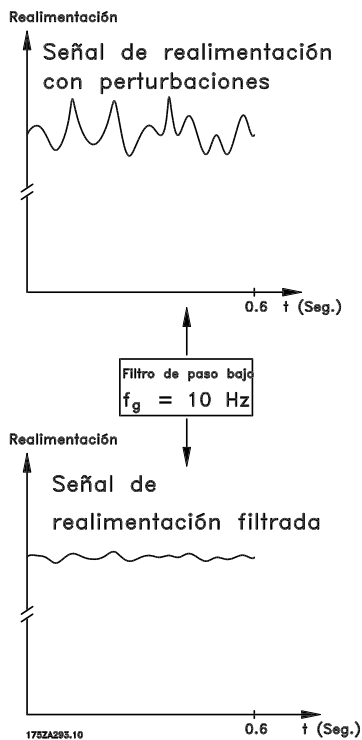 Realimentación
Señal de realimentación
con perturbaciones
0.6 t (Seg.)
Filtro de paso bajo
fg = 10 Hz
Realimentación
Señal de
realimentación filtrada
0.6 t (Seg.)
175ZA293.10